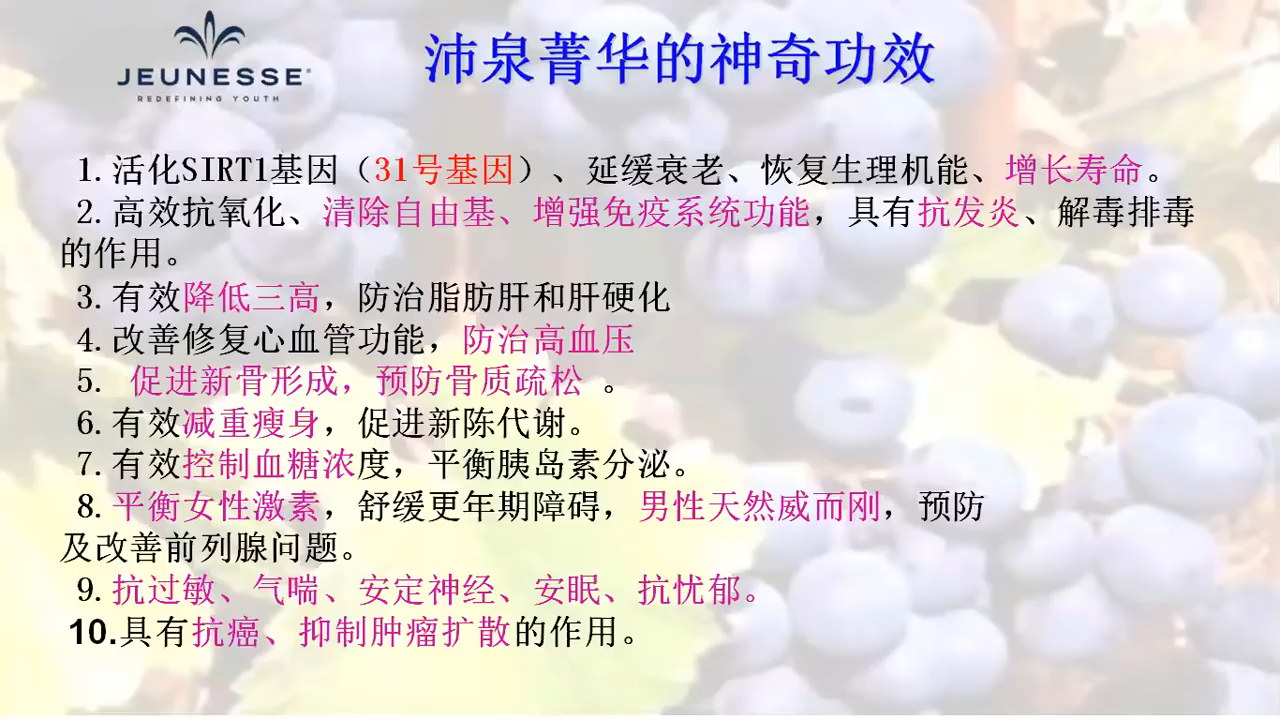 JEUNESSE®
REDEFINING YOUTH
沛泉菁华的神奇功效
1.活化SIRT1基因（31号基因）、延缓衰老、恢复生理机能、增长寿命。
2.高效抗氧化、清除自由基、增强免疫系统功能，具有抗发炎、解毒排毒
的作用。
3.有效降低三高，防治脂肪肝和肝硬化
4.改善修复心血管功能，防治高血压
5. 促进新骨形成，预防骨质疏松 。
6.有效减重瘦身，促进新陈代谢。
7.有效控制血糖浓度，平衡胰岛素分泌。
8.平衡女性激素，舒缓更年期障碍，男性天然威而刚，预防
及改善前列腺问题。
9.抗过敏、气喘、安定神经、安眠、抗忧郁。
10.具有抗癌、抑制肿瘤扩散的作用。